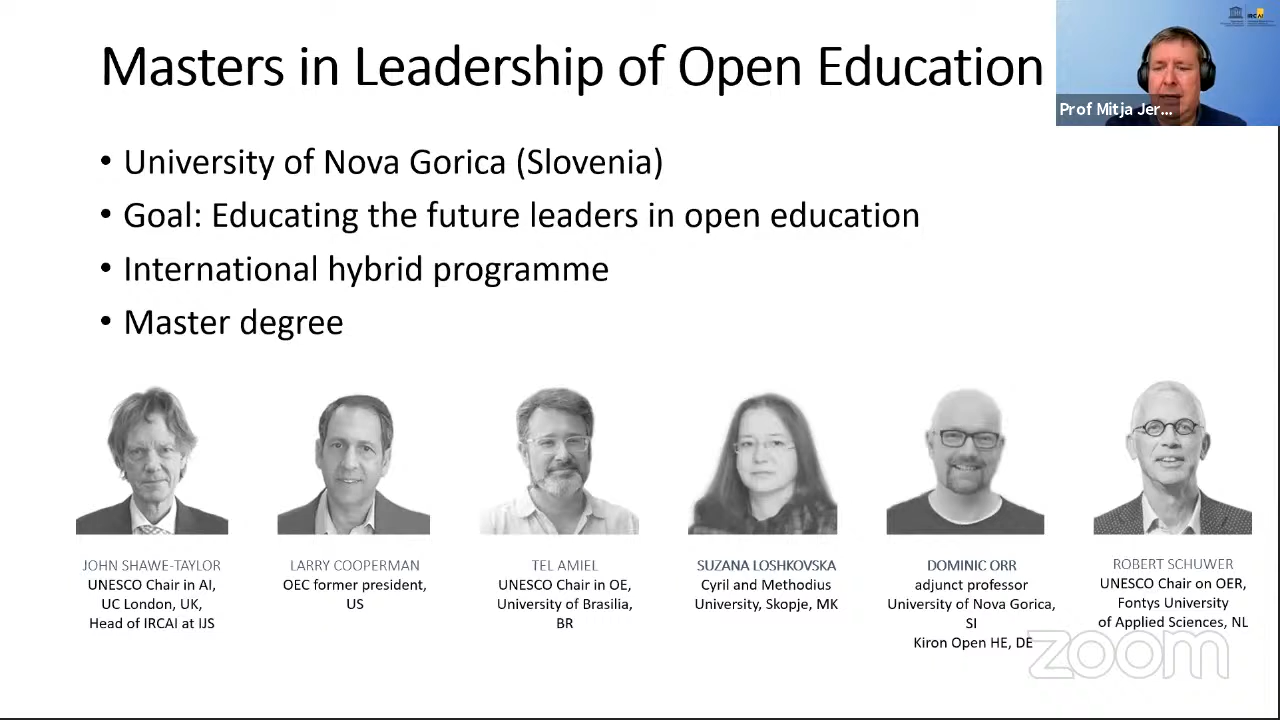 Masters in Leadership of Open Education
IRCAI
Prof Mitja Jer...
• University of Nova Gorica (Slovenia)
• Goal: Educating the future leaders in open education
• International hybrid programme
• Master degree
JOHN SHAWE-TAYLOR
UNESCO Chair in AI,
UC London, UK,
Head of IRCAI at IJS
LARRY COOPERMAN
OEC former president,
US
TEL AMIEL
UNESCO Chair in OE,
University of Brasilia,
BR
SUZANA LOSHKOVSKA
Cyril and Methodius
University, Skopje, MK
DOMINIC ORR
adjunct professor
University of Nova Gorica,
SI
Kiron Open HE, DE
ROBERT SCHUWER
UNESCO Chair on OER,
Fontys University
of Applied Sciences, NL
zoom